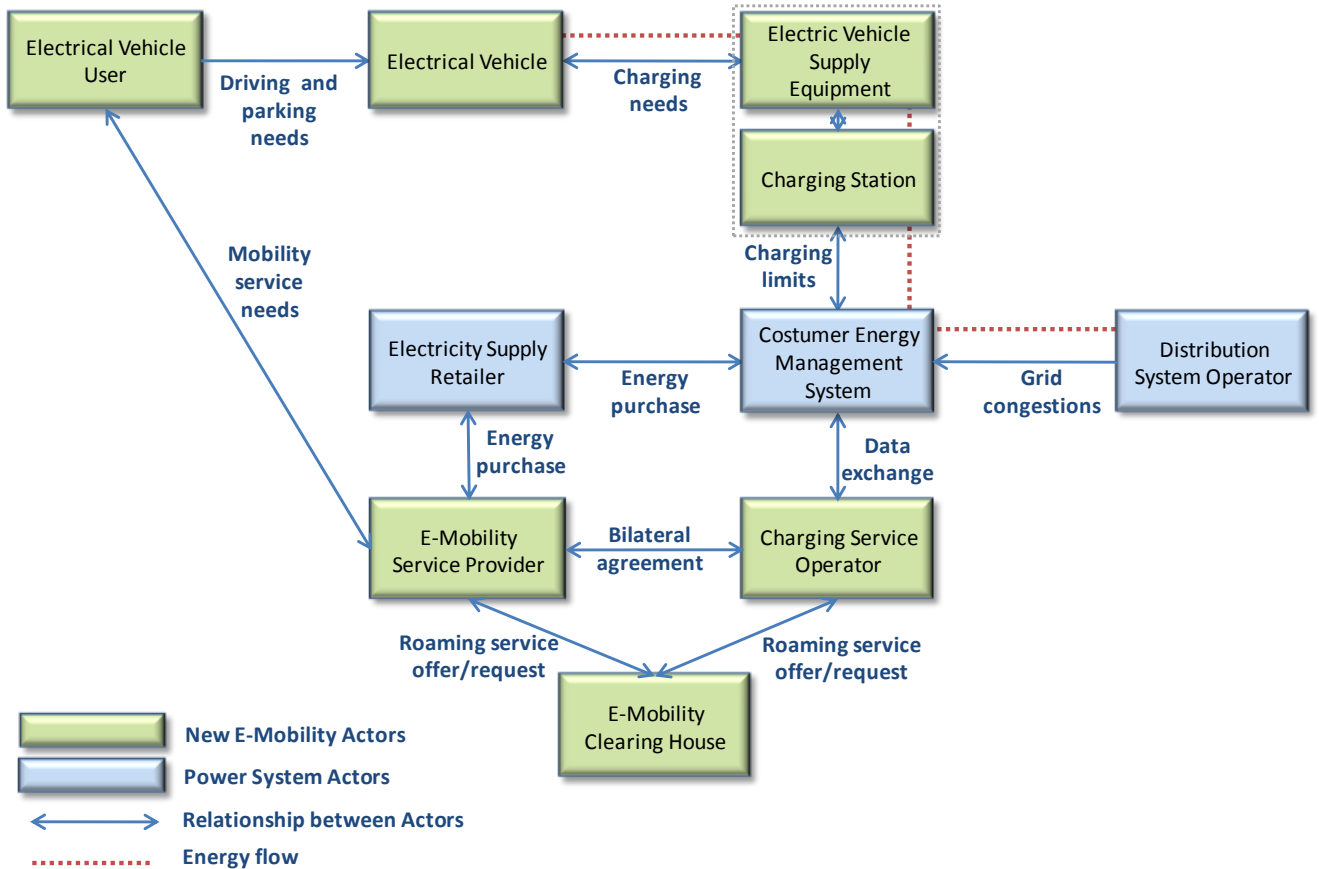 Electrical Vehicle
User
Driving and
parking
needs
Electrical Vehicle
Charging
needs
Electric Vehicle
Supply
Equipment
Charging Station
Mobility
service
needs
Charging
limits
Electricity Supply
Retailer
Energy
purchase
Costumer Energy
Management
System
Grid
congestions
Distribution
System Operator
Energy
purchase
Data
exchange
E-Mobility
Service Provider
Bilateral
agreement
Charging Service
Operator
Roaming service
offer/request
Roaming service
offer/request
E-Mobility
Clearing House
New E-Mobility Actors
Power System Actors
Relationship between Actors
Energy flow